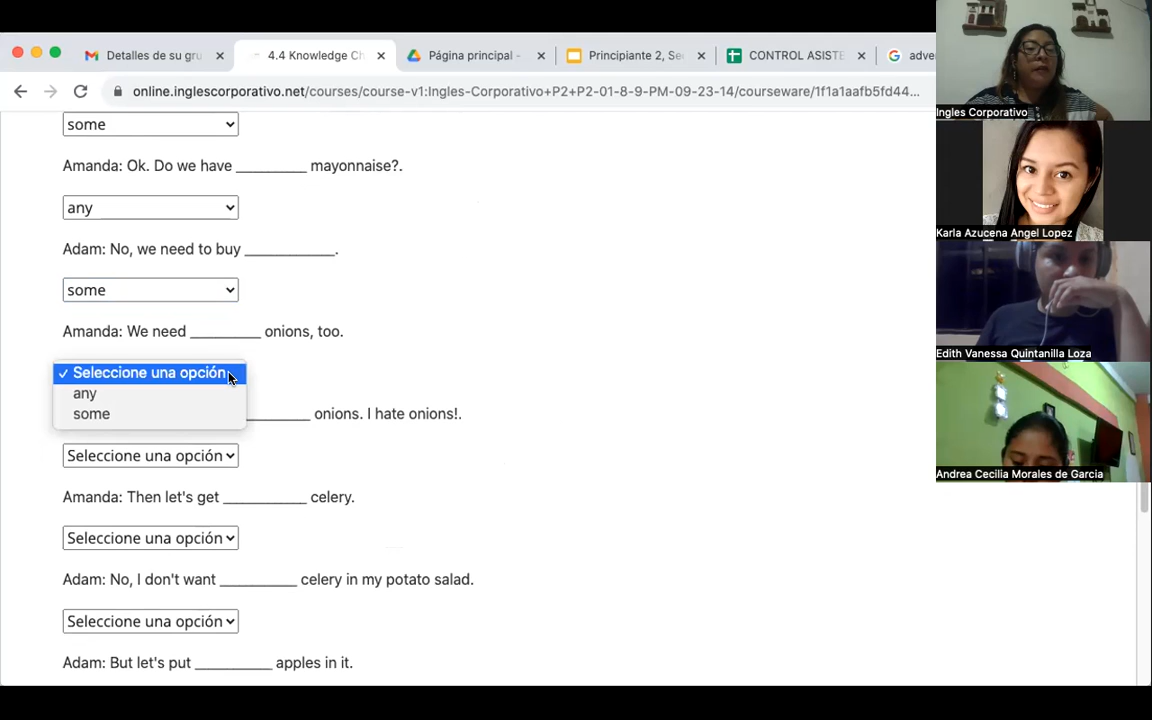 Detalles de su gru
4.4 Knowledge Ch
Página principal -
Principiante 2, Se
CONTROL ASISTE
adve
online.inglescorporativo.net/courses/course-v1:Ingles-Corporativo+P2+P2-01-8-9-PM-09-23-14/courseware/1f1a1aafb5fd44...
some
Amanda: Ok. Do we have _________ mayonnaise?.
any
Adam: No, we need to buy ____________.
some
Amanda: We need _________ onions, too.
✓ Seleccione una opción
any
some
_________ onions. I hate onions!.
Seleccione una opción
Amanda: Then let's get ___________ celery.
Seleccione una opción
Adam: No, I don't want __________ celery in my potato salad.
Seleccione una opción
Adam: But let's put __________ apples in it.
Ingles Corporativo
Karla Azucena Angel Lopez
Edith Vanessa Quintanilla Loza
Andrea Cecilia Morales de Garcia